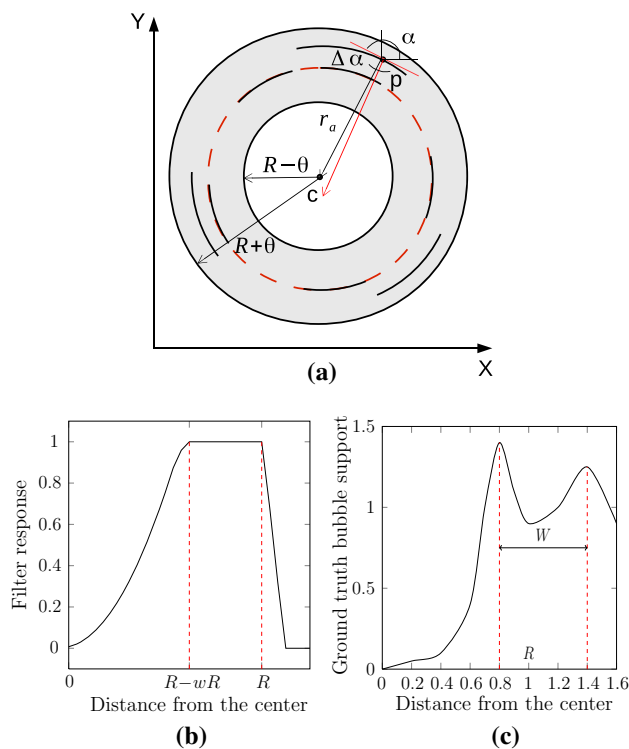 Y
α
Δ α
p
r_a
R−θ
c
R+θ
X
(a)
Filter response
1
0.8
0.6
0.4
0.2
0
0
R−wR
R
Distance from the center
(b)
Ground truth bubble support
1.5
1
0.5
0
W
R
0 0.2 0.4 0.6 0.8 1 1.2 1.4 1.6
Distance from the center
(c)